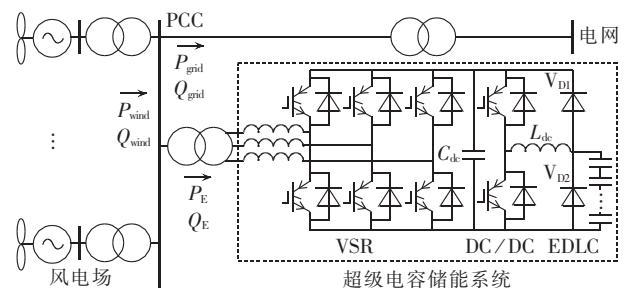 PCC
电网
P_grid
Q_grid
P_wind
Q_wind
P_E
Q_E
V_D1
L_dc
C_dc
V_D2
VSR
DC/DC
EDLC
风电场
超级电容储能系统